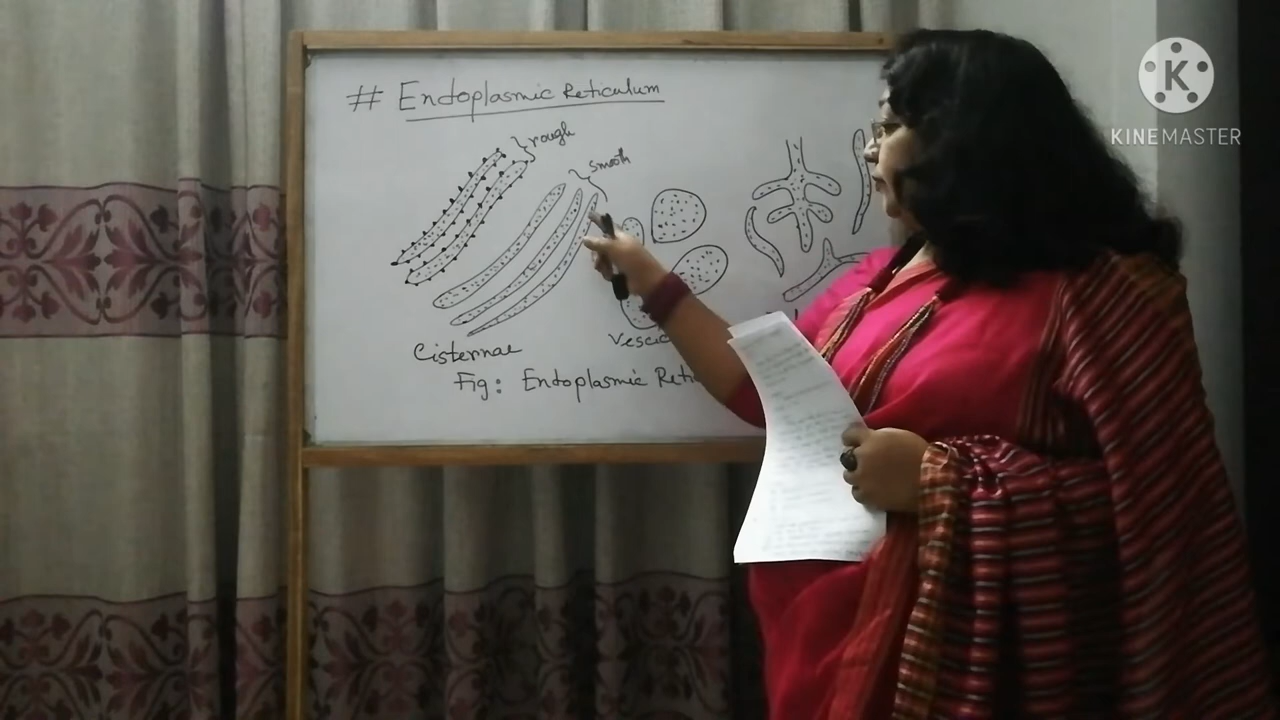 # Endoplasmic Reticulum
rough
Smooth
Cisternae
Fig: Endoplasmic
KINEMASTER